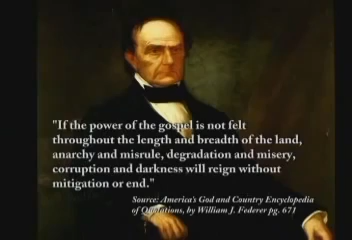 "If the power of the gospel is not felt
throughout the length and breadth of the land,
anarchy and misrule, degradation and misery,
corruption and darkness will reign without
mitigation or end."
Source: America's God and Country Encyclopedia
of Quotations, by William J. Federer pg. 671